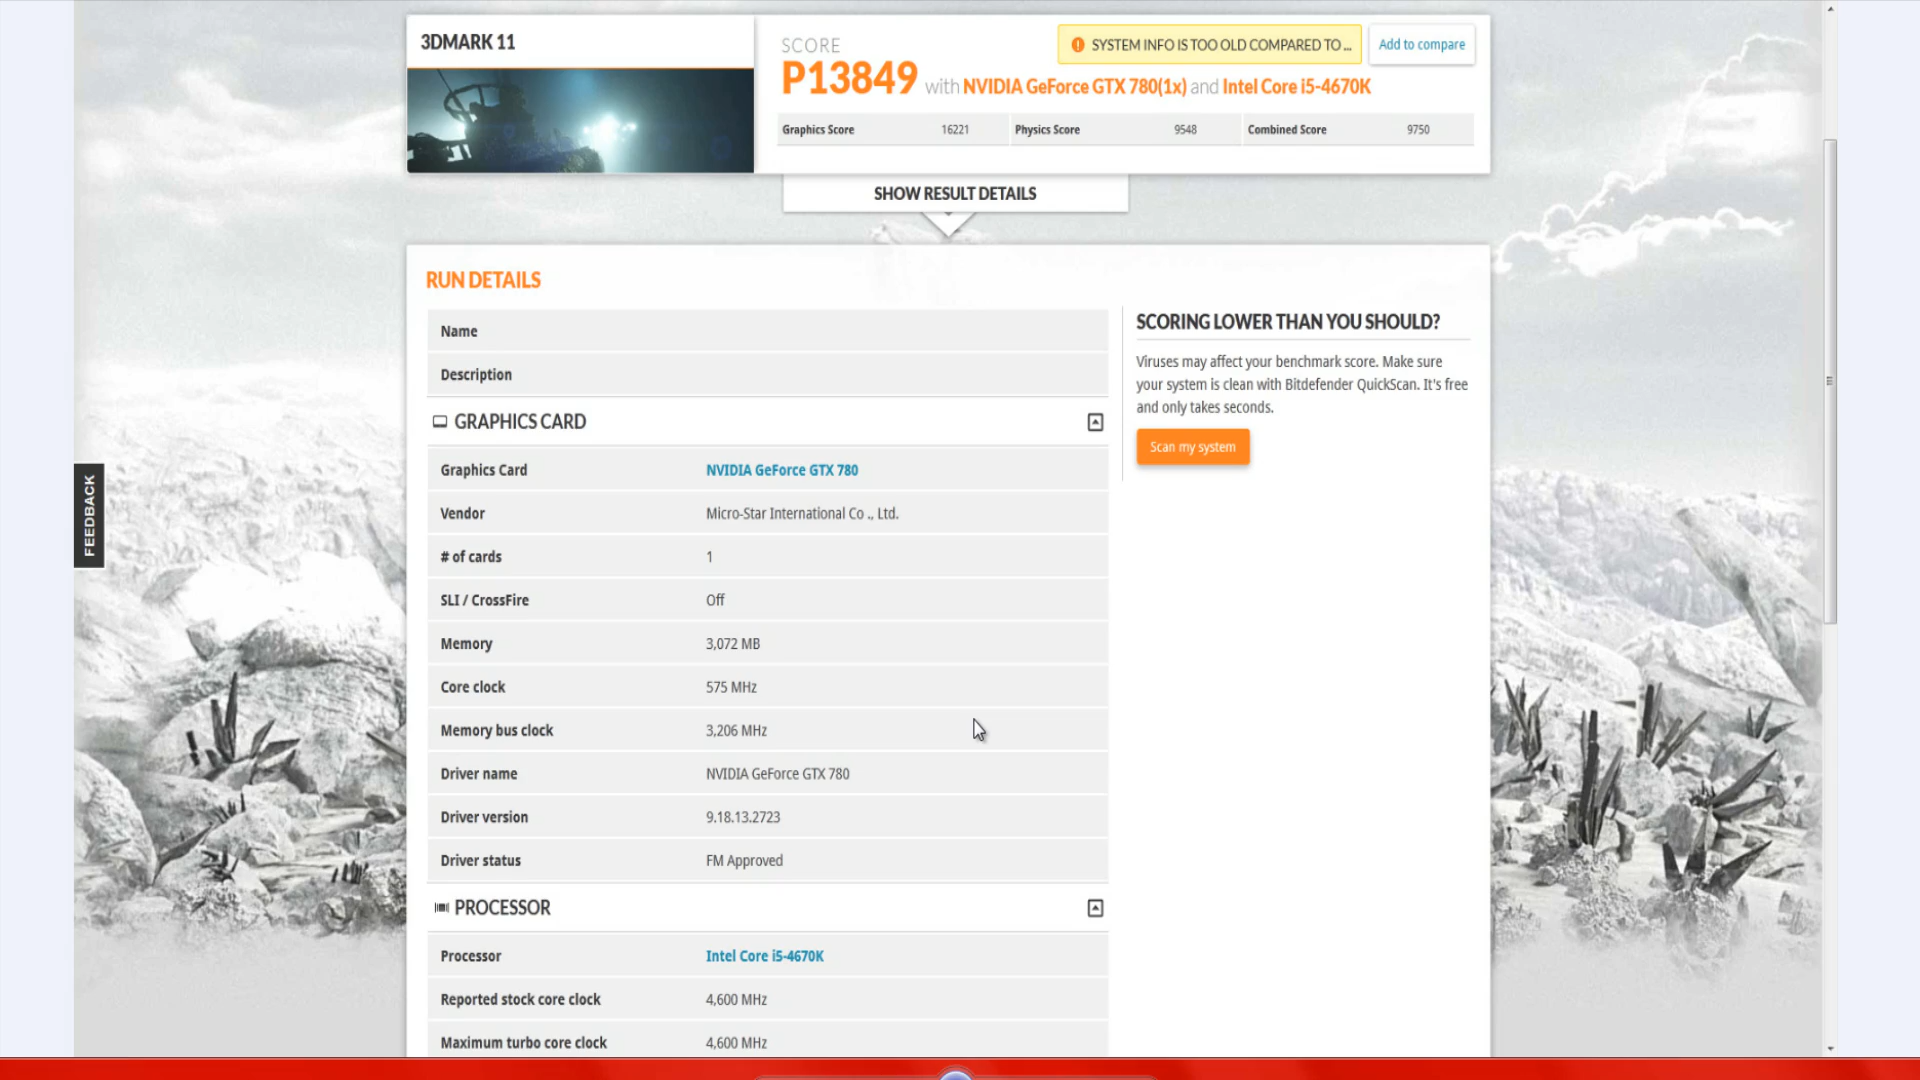 3DMARK 11
SCORE
SYSTEM INFO IS TOO OLD COMPARED TO ...
Add to compare
P13849 with NVIDIA GeForce GTX 780(1x) and Intel Core i5-4670K
Graphics Score 16221 Physics Score 9548 Combined Score 9750
SHOW RESULT DETAILS
RUN DETAILS
Name
Description
GRAPHICS CARD
Graphics Card NVIDIA GeForce GTX 780
Vendor Micro-Star International Co ., Ltd.
# of cards 1
SLI / CrossFire Off
Memory 3,072 MB
Core clock 575 MHz
Memory bus clock 3,206 MHz
Driver name NVIDIA GeForce GTX 780
Driver version 9.18.13.2723
Driver status FM Approved
PROCESSOR
Processor Intel Core i5-4670K
Reported stock core clock 4,600 MHz
Maximum turbo core clock 4,600 MHz
SCORING LOWER THAN YOU SHOULD?
Viruses may affect your benchmark score. Make sure
your system is clean with Bitdefender QuickScan. It's free
and only takes seconds.
Scan my system
FEEDBACK